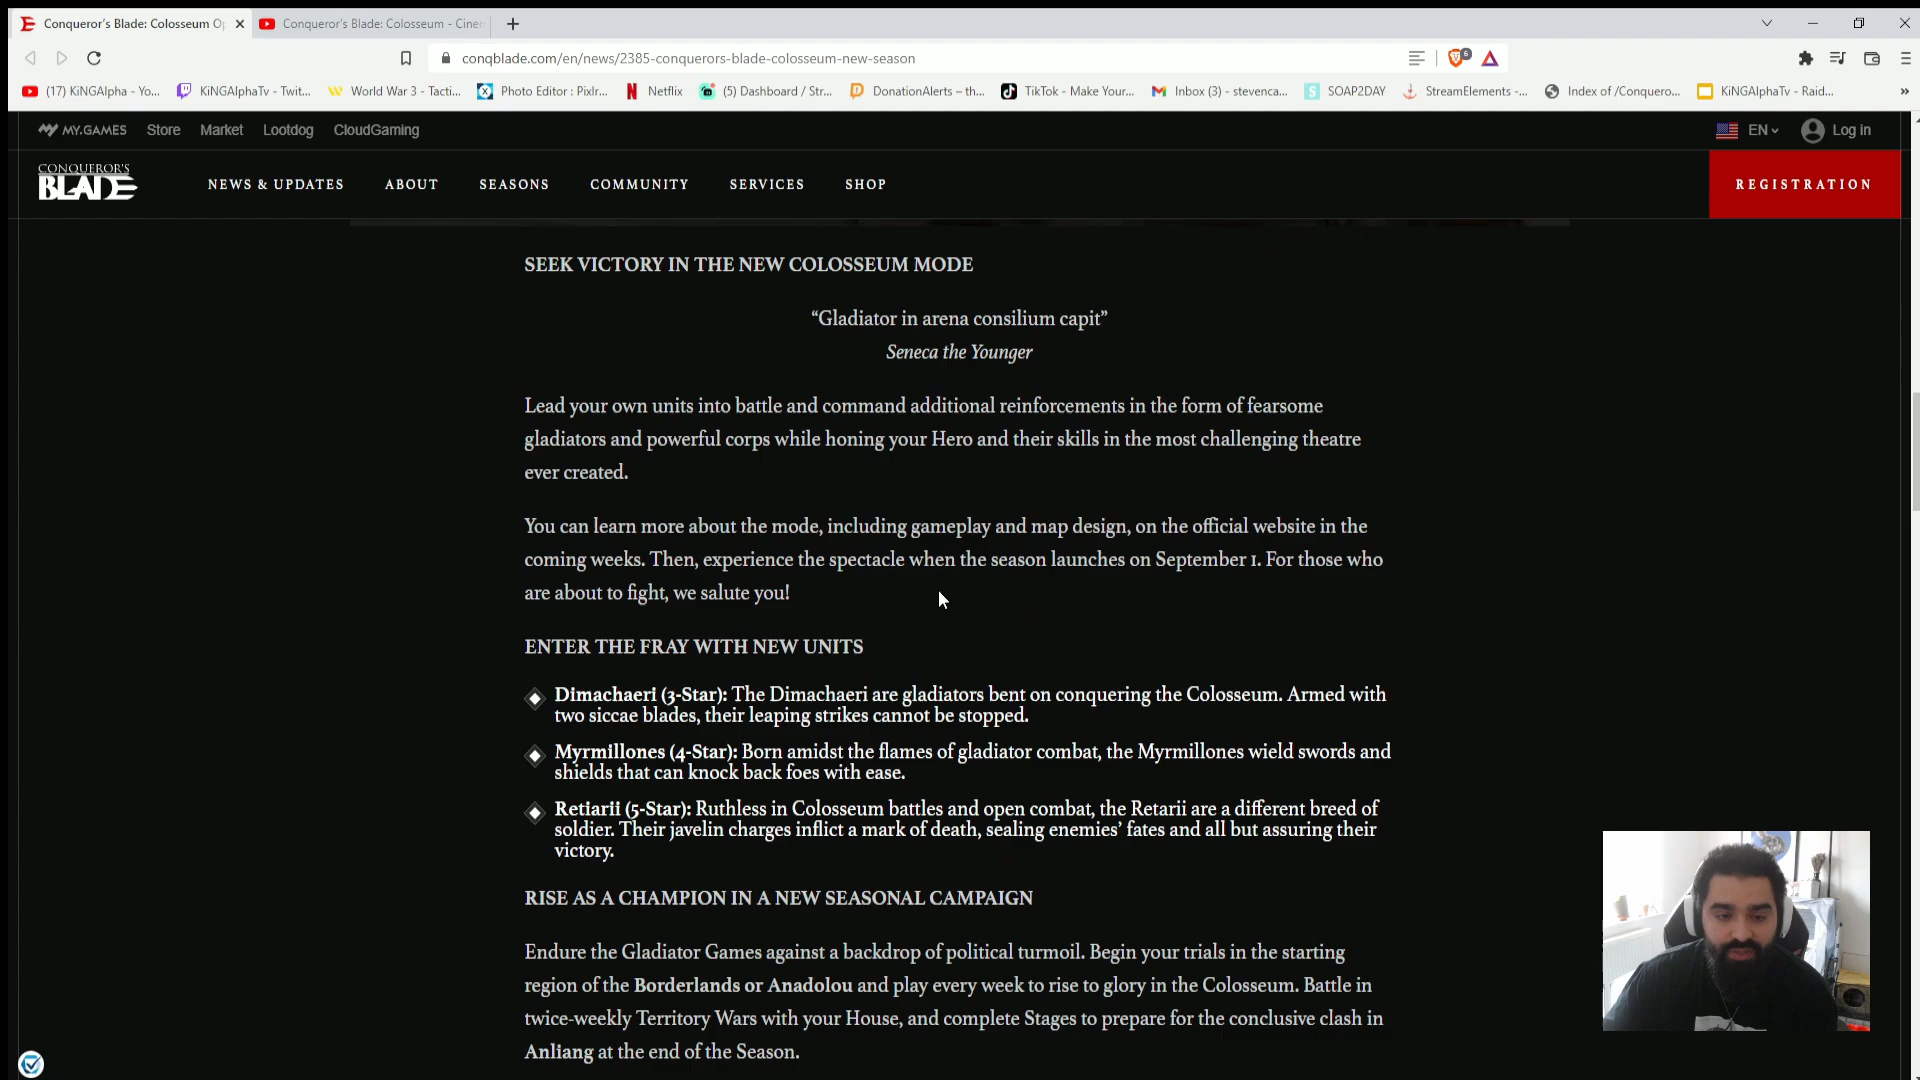 Conqueror's Blade: Colosseum Op
Conqueror's Blade: Colosseum - Cinem
conqblade.com/en/news/2385-conquerors-blade-colosseum-new-season
6
(17) KiNGAlpha - Yo...
KiNGAlphaTv - Twit...
World War 3 - Tacti...
Photo Editor : Pixlr...
Netflix
(5) Dashboard / Str...
DonationAlerts – th...
TikTok - Make Your...
Inbox (3) - stevenca...
SOAP2DAY
StreamElements -...
Index of /Conquero...
KiNGAlphaTv - Raid...
MY.GAMES
Store
Market
Lootdog
CloudGaming
EN
Log in
CONQUEROR'S
BLADE
NEWS & UPDATES
ABOUT
SEASONS
COMMUNITY
SERVICES
SHOP
REGISTRATION
SEEK VICTORY IN THE NEW COLOSSEUM MODE
“Gladiator in arena consilium capit”
Seneca the Younger
Lead your own units into battle and command additional reinforcements in the form of fearsome
gladiators and powerful corps while honing your Hero and their skills in the most challenging theatre
ever created.
You can learn more about the mode, including gameplay and map design, on the official website in the
coming weeks. Then, experience the spectacle when the season launches on September 1. For those who
are about to fight, we salute you!
ENTER THE FRAY WITH NEW UNITS
Dimachaeri (3-Star): The Dimachaeri are gladiators bent on conquering the Colosseum. Armed with
two siccae blades, their leaping strikes cannot be stopped.
Myrmillones (4-Star): Born amidst the flames of gladiator combat, the Myrmillones wield swords and
shields that can knock back foes with ease.
Retiarii (5-Star): Ruthless in Colosseum battles and open combat, the Retarii are a different breed of
soldier. Their javelin charges inflict a mark of death, sealing enemies’ fates and all but assuring their
victory.
RISE AS A CHAMPION IN A NEW SEASONAL CAMPAIGN
Endure the Gladiator Games against a backdrop of political turmoil. Begin your trials in the starting
region of the Borderlands or Anadolou and play every week to rise to glory in the Colosseum. Battle in
twice-weekly Territory Wars with your House, and complete Stages to prepare for the conclusive clash in
Anliang at the end of the Season.